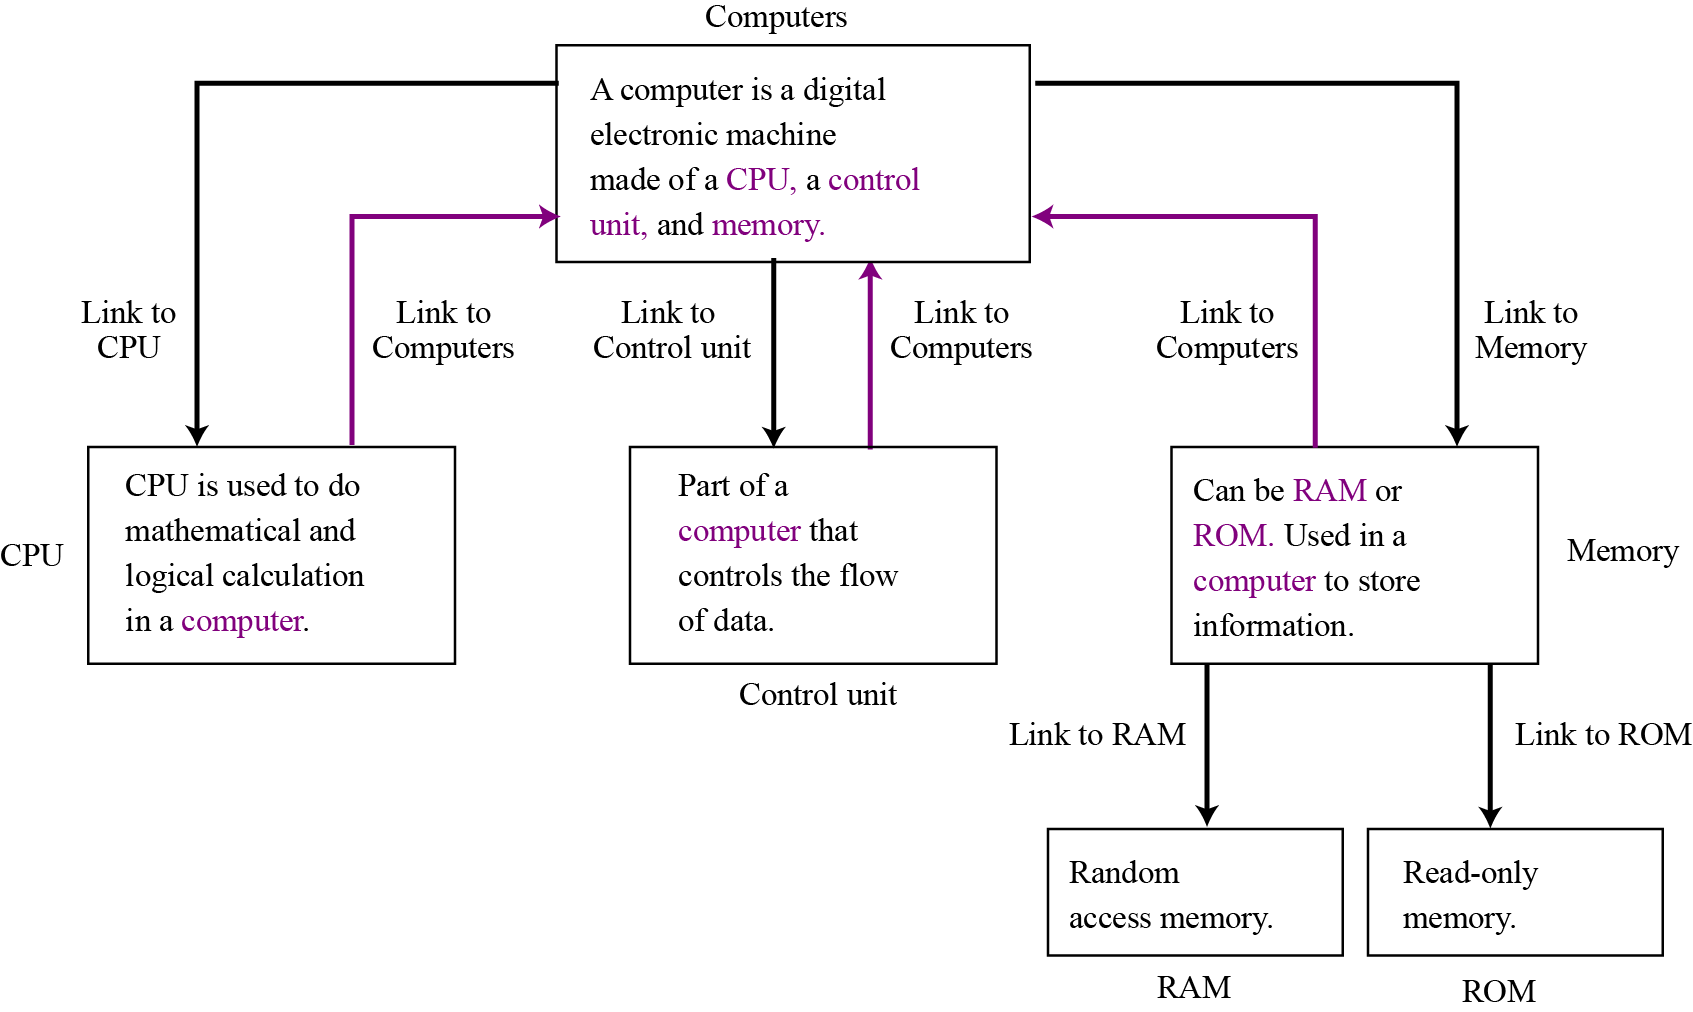 Computers
A computer is a digital
electronic machine
made of a CPU, a control
unit, and memory.
Link to
CPU
Link to
Computers
Link to
Control unit
Link to
Computers
Link to
Computers
Link to
Memory
CPU
CPU is used to do
mathematical and
logical calculation
in a computer.
Part of a
computer that
controls the flow
of data.
Control unit
Can be RAM or
ROM. Used in a
computer to store
information.
Memory
Link to RAM
Link to ROM
Random
access memory.
RAM
Read-only
memory.
ROM